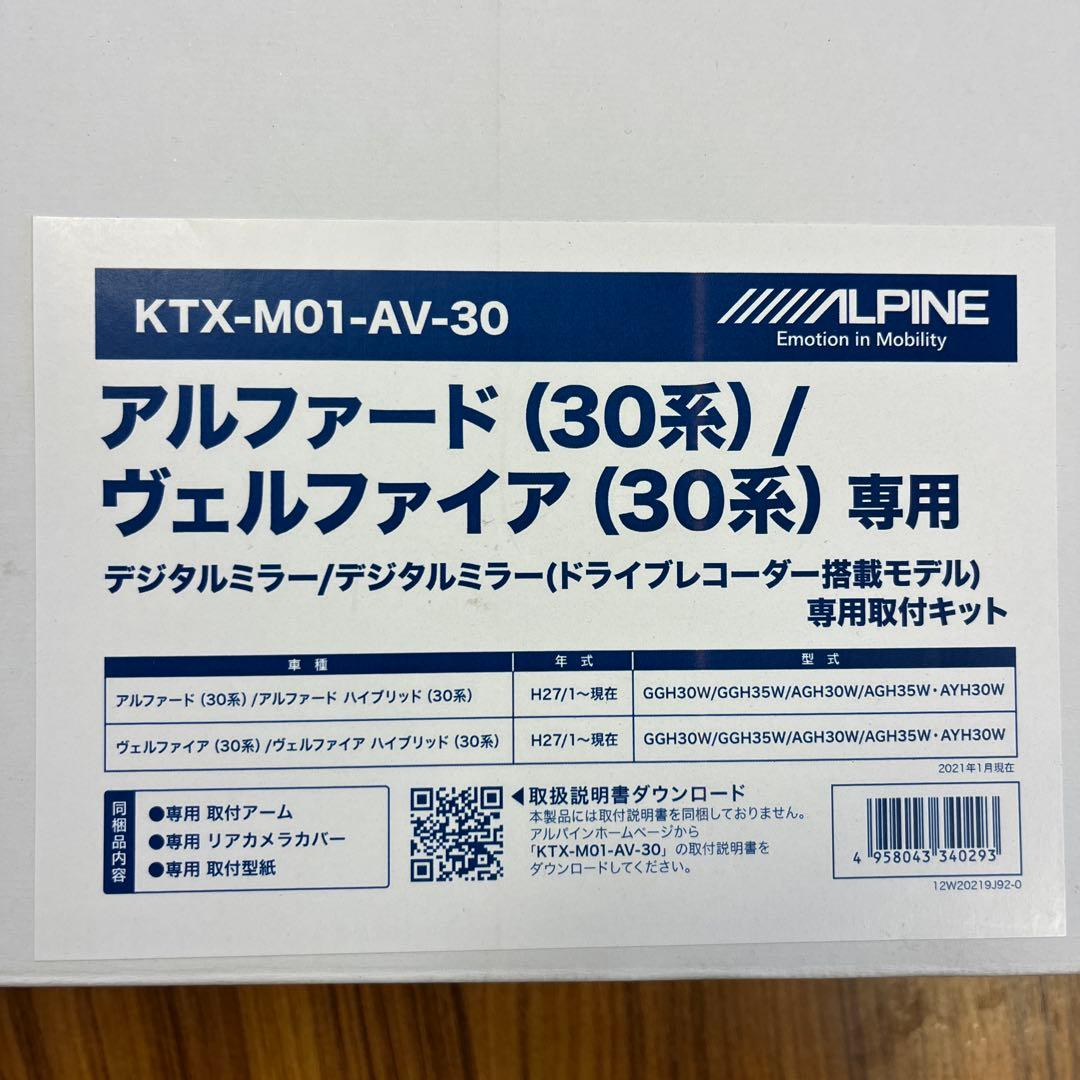 KTX-M01-AV-30
ALPINE
Emotion in Mobility
アルファード（30系）/
ヴェルファイア（30系）専用
デジタルミラー/デジタルミラー(ドライブレコーダー搭載モデル)
専用取付キット
車種 年式 型式
アルファード（30系）/アルファード ハイブリッド（30系） H27/1〜現在 GGH30W/GGH35W/AGH30W/AGH35W・AYH30W
ヴェルファイア（30系）/ヴェルファイア ハイブリッド（30系） H27/1〜現在 GGH30W/GGH35W/AGH30W/AGH35W・AYH30W
2021年1月現在
同梱品内容
●専用 取付アーム
●専用 リアカメラカバー
●専用 取付型紙
◀取扱説明書ダウンロード
本製品には取付説明書を同梱しておりません。
アルパインホームページから
「KTX-M01-AV-30」の取付説明書を
ダウンロードしてください。
4 958043 340293
12W20219J92-0